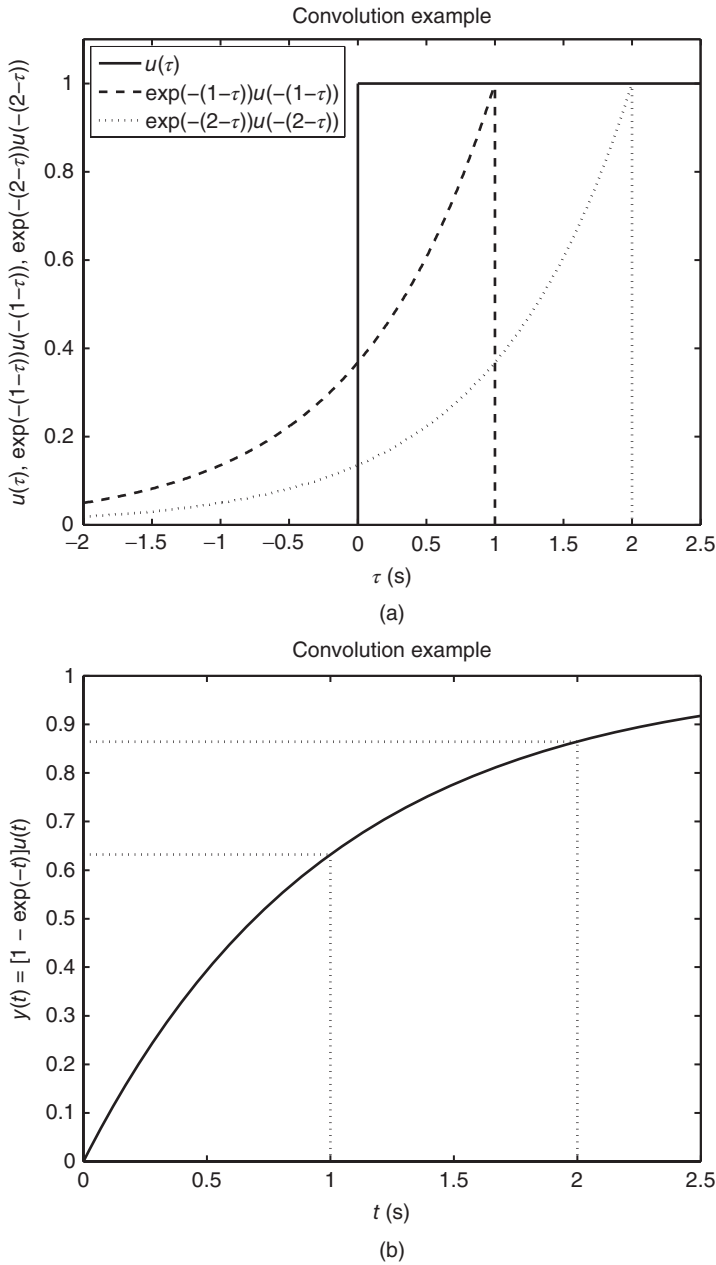 Convolution example
u(τ), exp(−(1−τ))u(−(1−τ)), exp(−(2−τ))u(−(2−τ))
u(τ)
exp(−(1−τ))u(−(1−τ))
exp(−(2−τ))u(−(2−τ))
1
0.8
0.6
0.4
0.2
0
−2 −1.5 −1 −0.5 0 0.5 1 1.5 2 2.5
τ (s)
(a)
Convolution example
y(t) = [1 − exp(−t)]u(t)
1
0.9
0.8
0.7
0.6
0.5
0.4
0.3
0.2
0.1
0
0 0.5 1 1.5 2 2.5
t (s)
(b)